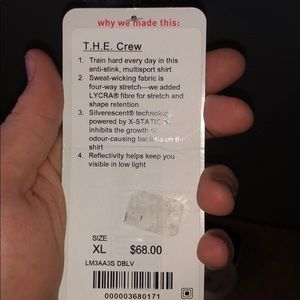 why we made this:
T.H.E. Crew
1. Train hard every day in this
anti-stink, multisport shirt
2. Sweat-wicking fabric is
four-way stretch—we added
LYCRA® fibre for stretch and
shape retention
3. Silverescent® technology
powered by X-STATIC®
inhibits the growth of
odour-causing bacteria on the
shirt
4. Reflectivity helps keep you
visible in low light
SIZE
XL $68.00
LM3AA3S DBLV
000003680171